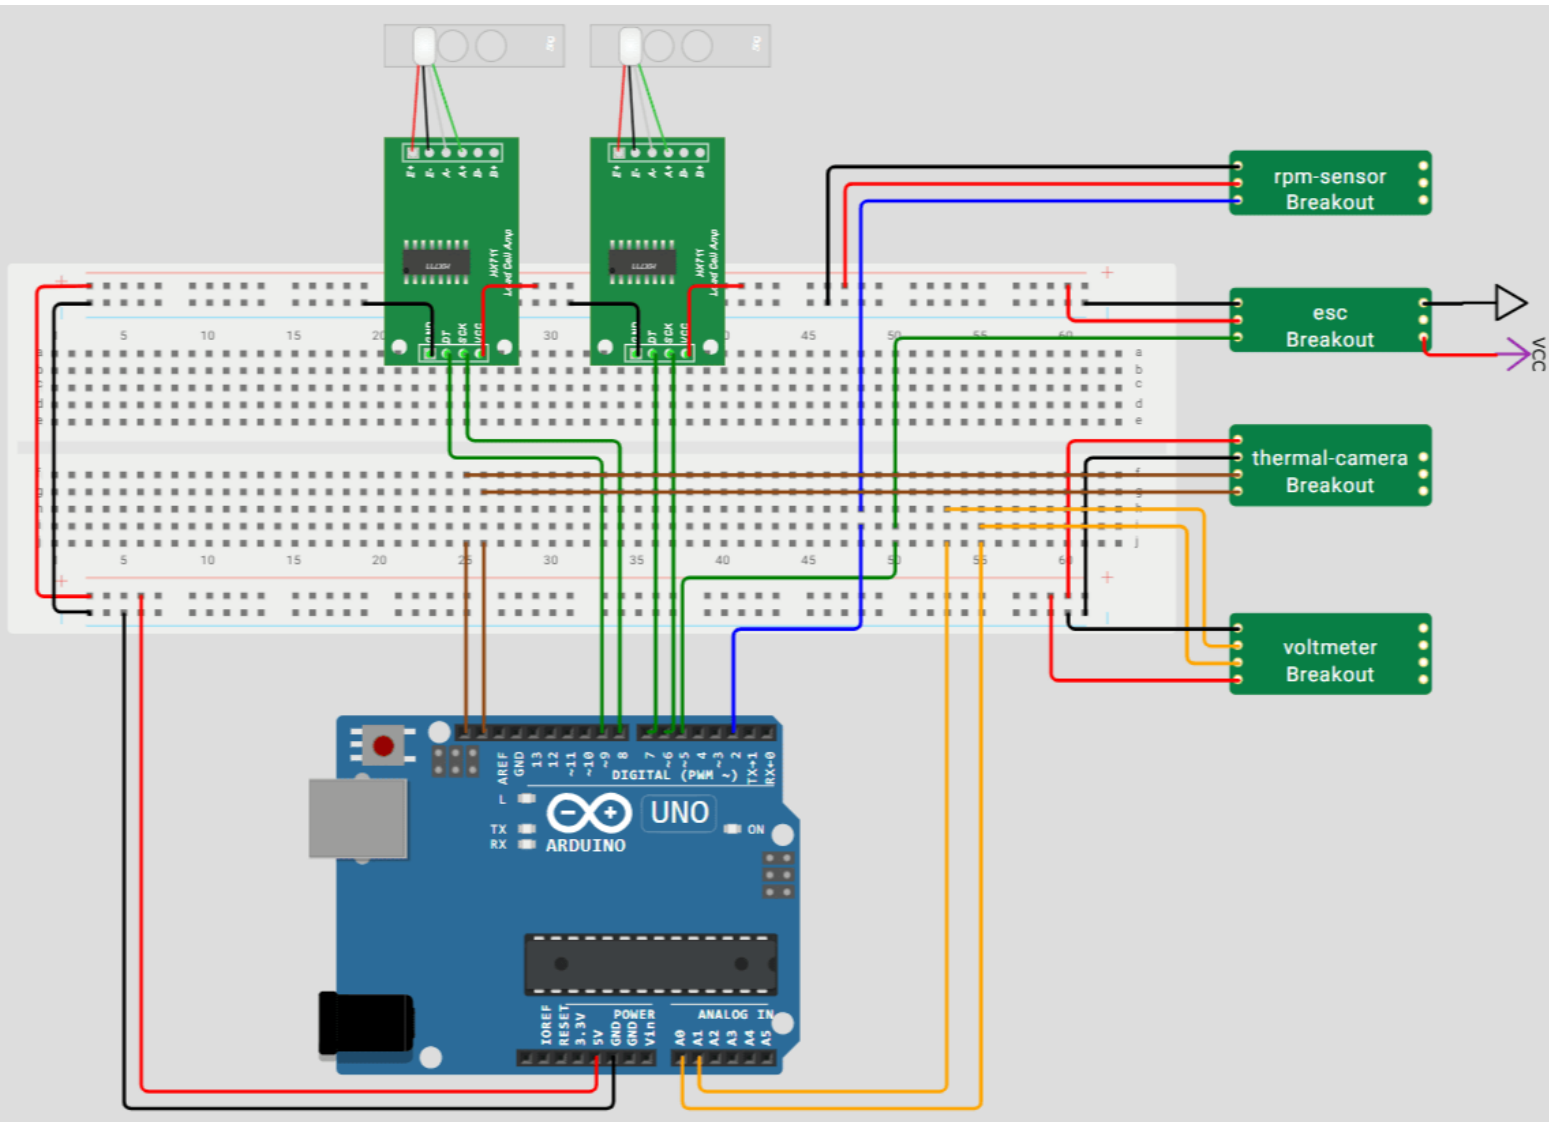 5kg
5kg
E+ E- A- A+ B- B+
E+ E- A- A+ B- B+
rpm-sensor
Breakout
HX711
HX711
HX711
Load Cell Amp
HX711
Load Cell Amp
+ +
esc
Breakout
VCC
GND DT SCK VCC
GND DT SCK VCC
5 10 15 20 30 45 55 60
a
b
c
d
e
thermal-camera
Breakout
f
g
h
i
j
5 10 15 20 25 30 35 40 45 50 55 60
+ +
voltmeter
Breakout
AREF GND 13 12 ~11 ~10 ~9 8 7 ~6 ~5 4 ~3 2 TX→1 RX←0
DIGITAL (PWM ~)
L
TX
RX
UNO
ON
ARDUINO
POWER
ANALOG IN
IOREF RESET 3.3V 5V GND GND Vin A0 A1 A2 A3 A4 A5